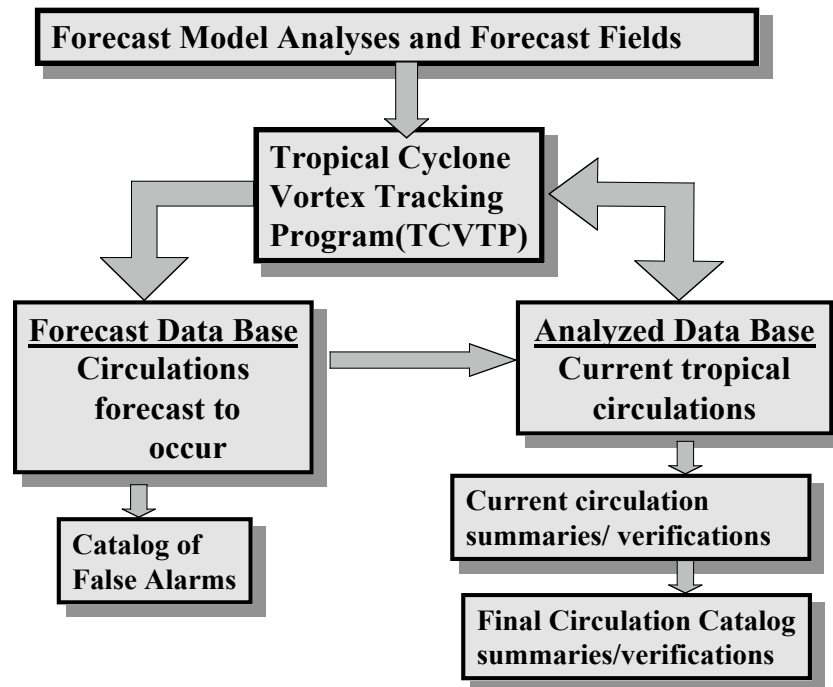 Forecast Model Analyses and Forecast Fields
Tropical Cyclone
Vortex Tracking
Program(TCVTP)
Forecast Data Base
Circulations
forecast to
occur
Analyzed Data Base
Current tropical
circulations
Catalog of
False Alarms
Current circulation
summaries/ verifications
Final Circulation Catalog
summaries/verifications